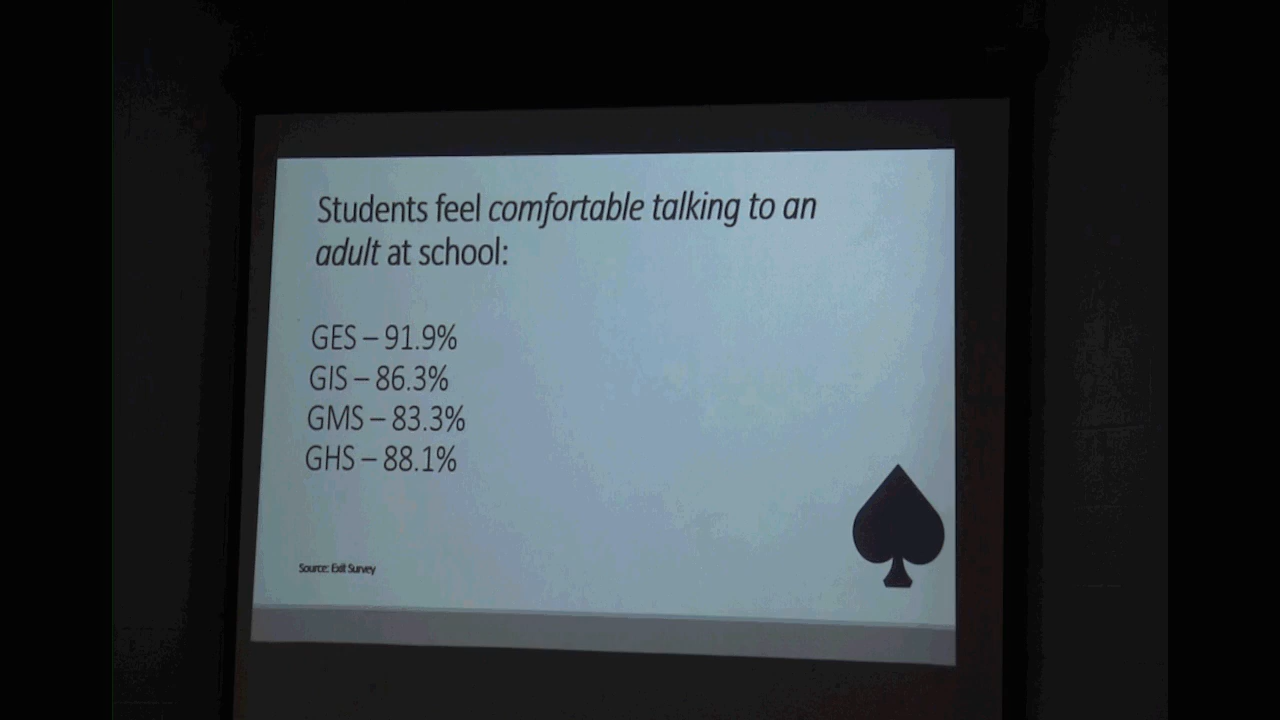 Students feel comfortable talking to an
adult at school:
GES – 91.9%
GIS – 86.3%
GMS – 83.3%
GHS – 88.1%
Source: Exit Survey